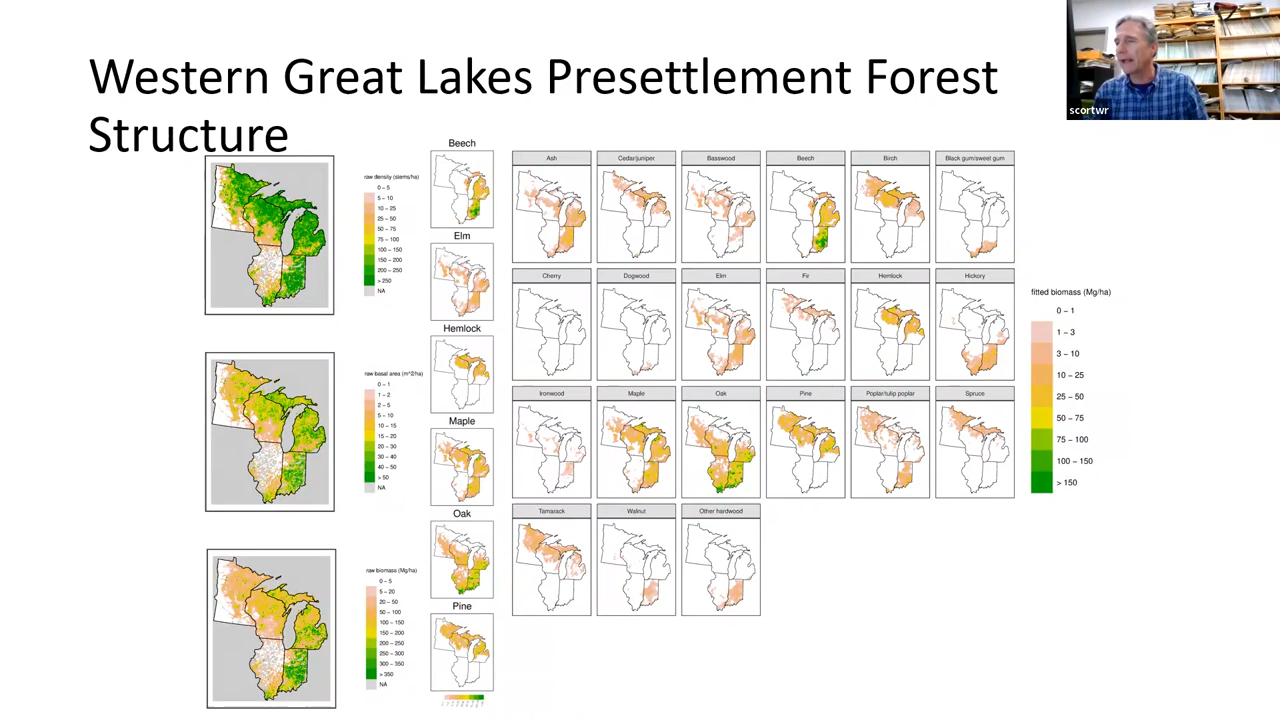 Western Great Lakes Presettlement Forest
Structure
scortwr
raw density (stems/ha)
0 – 5
5 – 10
10 – 25
25 – 50
50 – 75
75 – 100
100 – 150
150 – 200
200 – 250
> 250
NA
raw basal area (m^2/ha)
0 – 1
1 – 2
2 – 5
5 – 10
10 – 15
15 – 20
20 – 30
30 – 40
40 – 50
> 50
NA
raw biomass (Mg/ha)
0 – 5
5 – 20
20 – 50
50 – 100
100 – 150
150 – 200
200 – 250
250 – 300
300 – 350
> 350
NA
Beech
Elm
Hemlock
Maple
Oak
Pine
Ash
Cedar/juniper
Basswood
Beech
Birch
Black gum/sweet gum
Cherry
Dogwood
Elm
Fir
Hemlock
Hickory
Ironwood
Maple
Oak
Pine
Poplar/tulip poplar
Spruce
Tamarack
Walnut
Other hardwood
fitted biomass (Mg/ha)
0 – 1
1 – 3
3 – 10
10 – 25
25 – 50
50 – 75
75 – 100
100 – 150
> 150